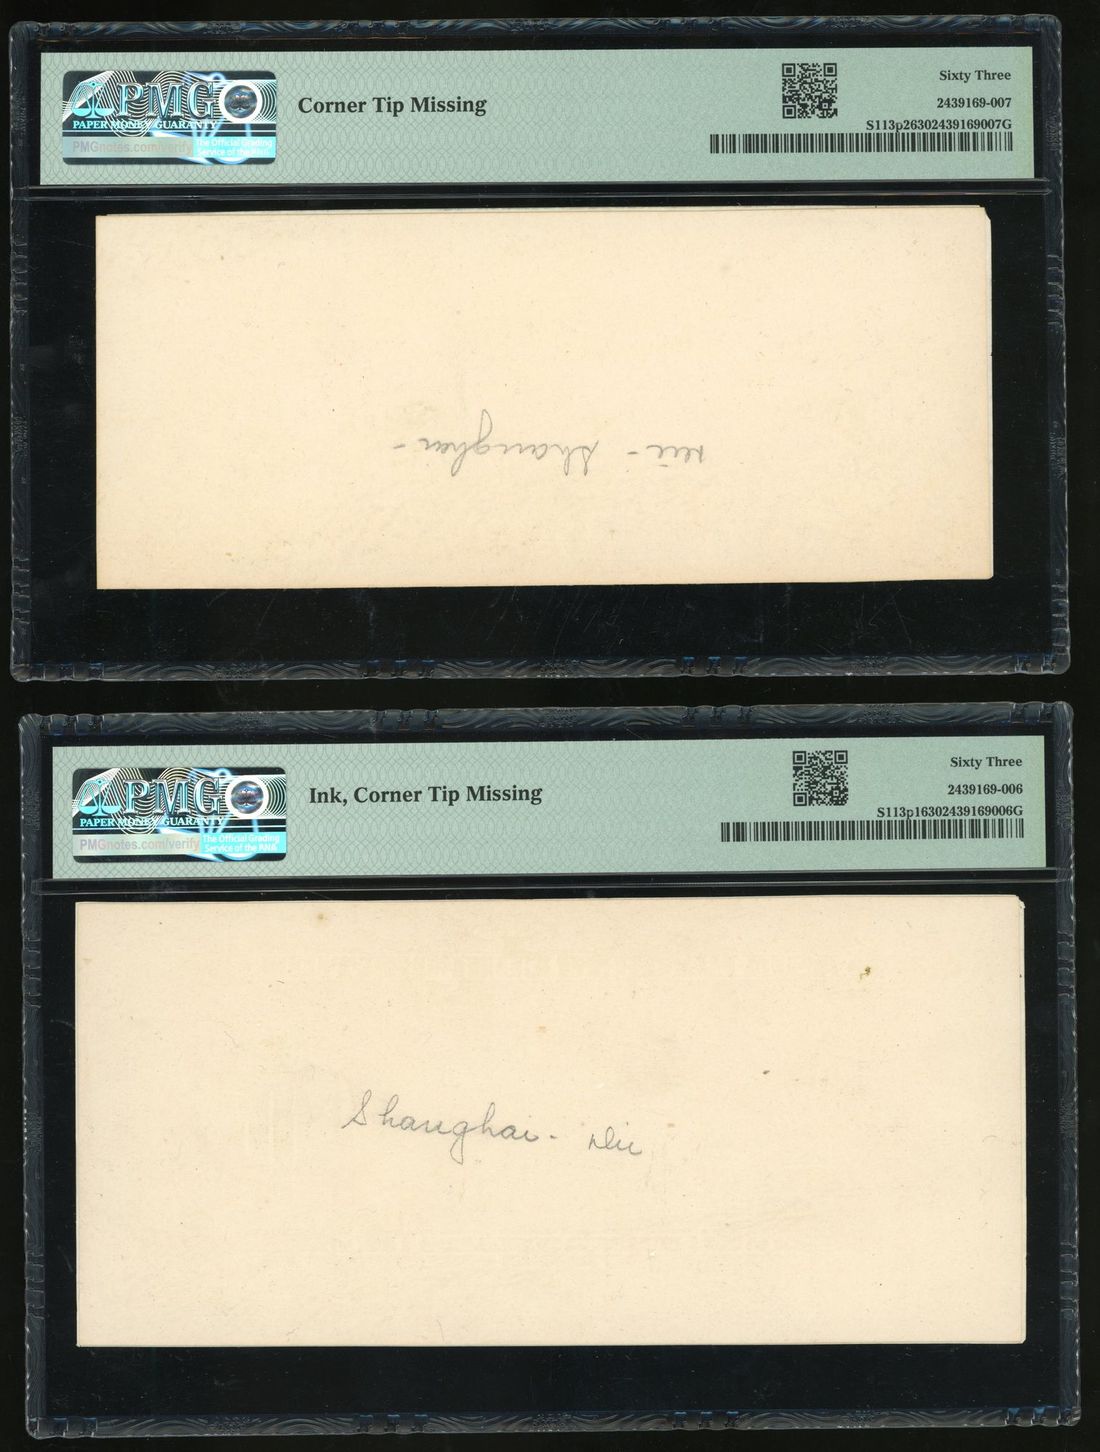 PMG
PAPER MONEY GUARANTY
PMGnotes.com/verify
The Official Grading
Service of the ANA
Corner Tip Missing
Sixty Three
2439169-007
S113p26302439169007G
- Shanghai -
PMG
PAPER MONEY GUARANTY
PMGnotes.com/verify
The Official Grading
Service of the ANA
Ink, Corner Tip Missing
Sixty Three
2439169-006
S113p16302439169006G
Shanghai -